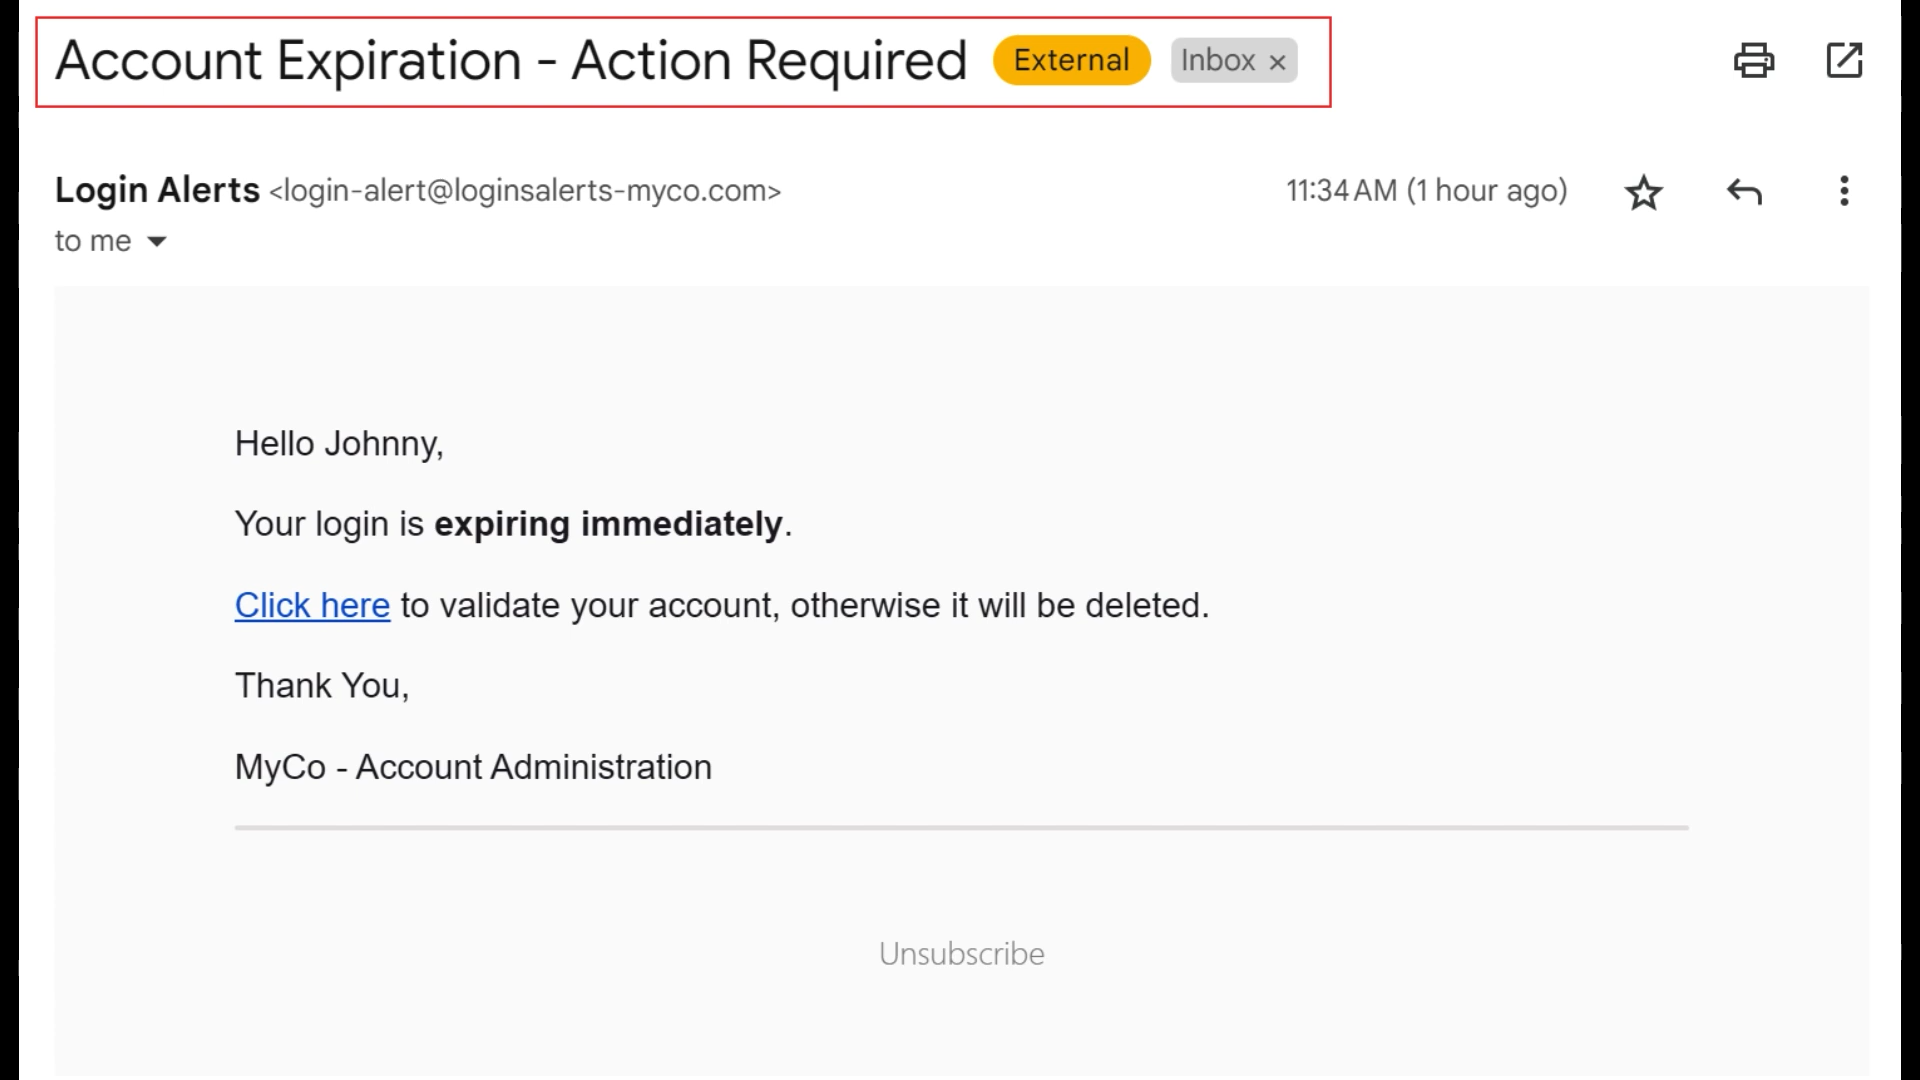 Account Expiration - Action Required External Inbox ×
Login Alerts <login-alert@loginsalerts-myco.com> 11:34 AM (1 hour ago)
to me
Hello Johnny,
Your login is expiring immediately.
Click here to validate your account, otherwise it will be deleted.
Thank You,
MyCo - Account Administration
Unsubscribe